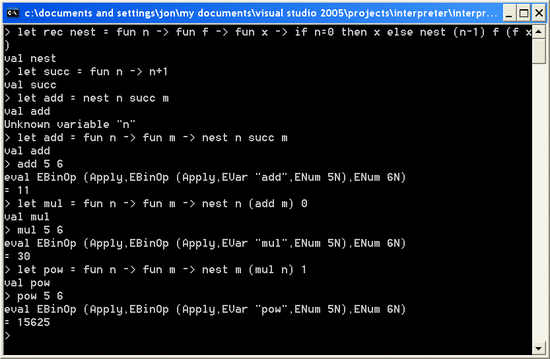 c:\documents and settings\jon\my documents\visual studio 2005\projects\interpreter\interpr...
> let rec nest = fun n -> fun f -> fun x -> if n=0 then x else nest (n-1) f (f x
)
val nest
> let succ = fun n -> n+1
val succ
> let add = nest n succ m
val add
Unknown variable "n"
> let add = fun n -> fun m -> nest n succ m
val add
> add 5 6
eval EBinOp (Apply,EBinOp (Apply,EVar "add",ENum 5N),ENum 6N)
= 11
> let mul = fun n -> fun m -> nest n (add m) 0
val mul
> mul 5 6
eval EBinOp (Apply,EBinOp (Apply,EVar "mul",ENum 5N),ENum 6N)
= 30
> let pow = fun n -> fun m -> nest m (mul n) 1
val pow
> pow 5 6
eval EBinOp (Apply,EBinOp (Apply,EVar "pow",ENum 5N),ENum 6N)
= 15625
>